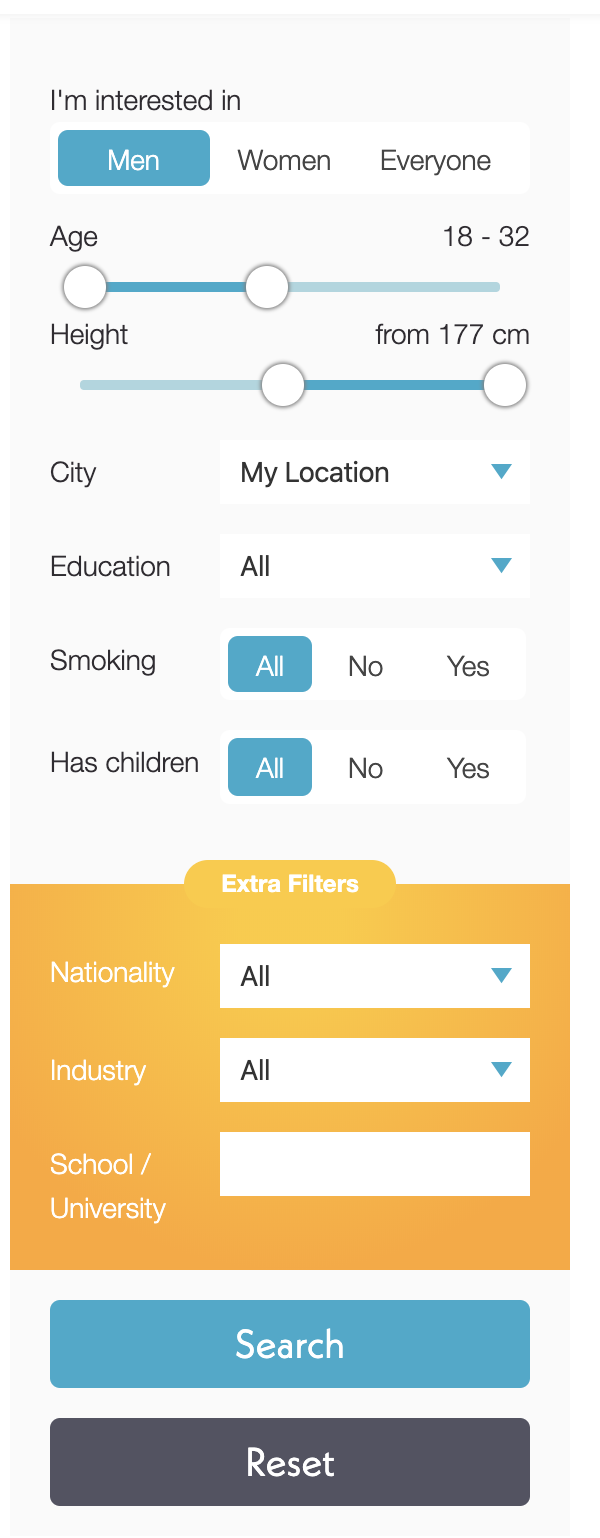 I'm interested in
Men Women Everyone
Age 18 - 32
Height from 177 cm
City My Location
Education All
Smoking All No Yes
Has children All No Yes
Extra Filters
Nationality All
Industry All
School /
University
Search
Reset